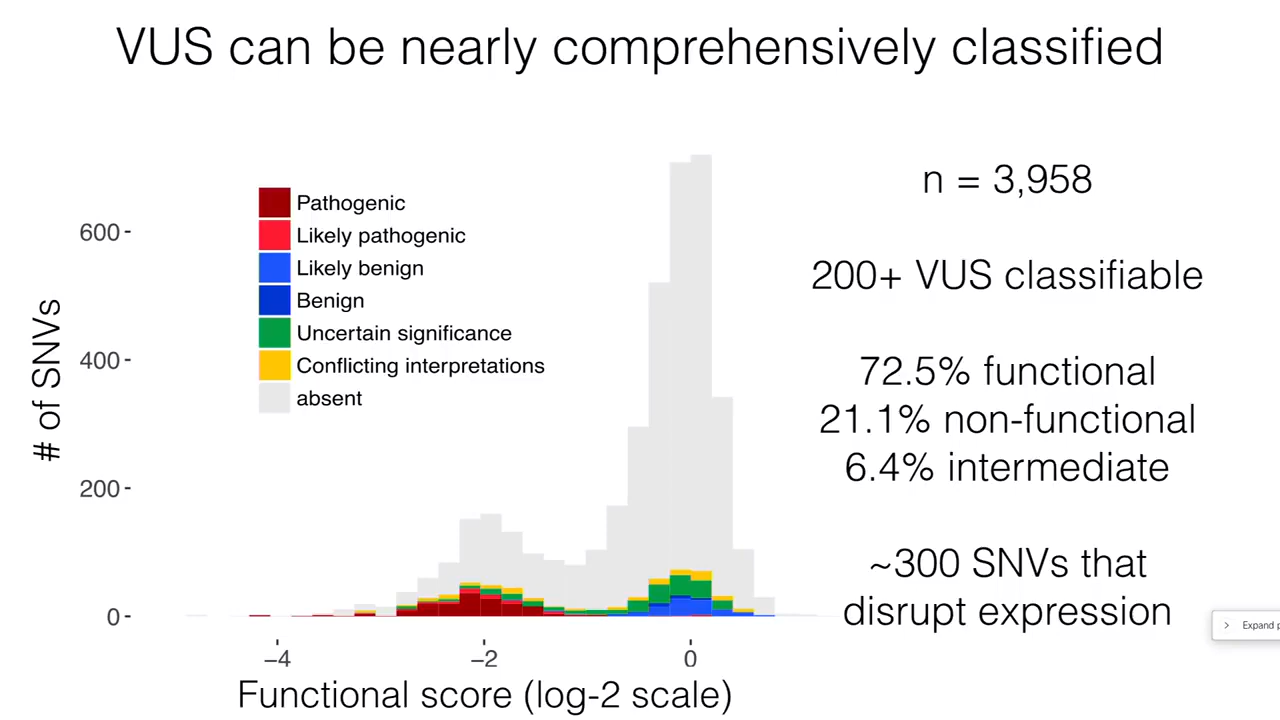 VUS can be nearly comprehensively classified
n = 3,958
200+ VUS classifiable
72.5% functional
21.1% non-functional
6.4% intermediate
~300 SNVs that
disrupt expression
Pathogenic
Likely pathogenic
Likely benign
Benign
Uncertain significance
Conflicting interpretations
absent
# of SNVs
600
400
200
0
−4
−2
0
Functional score (log-2 scale)
Expand p